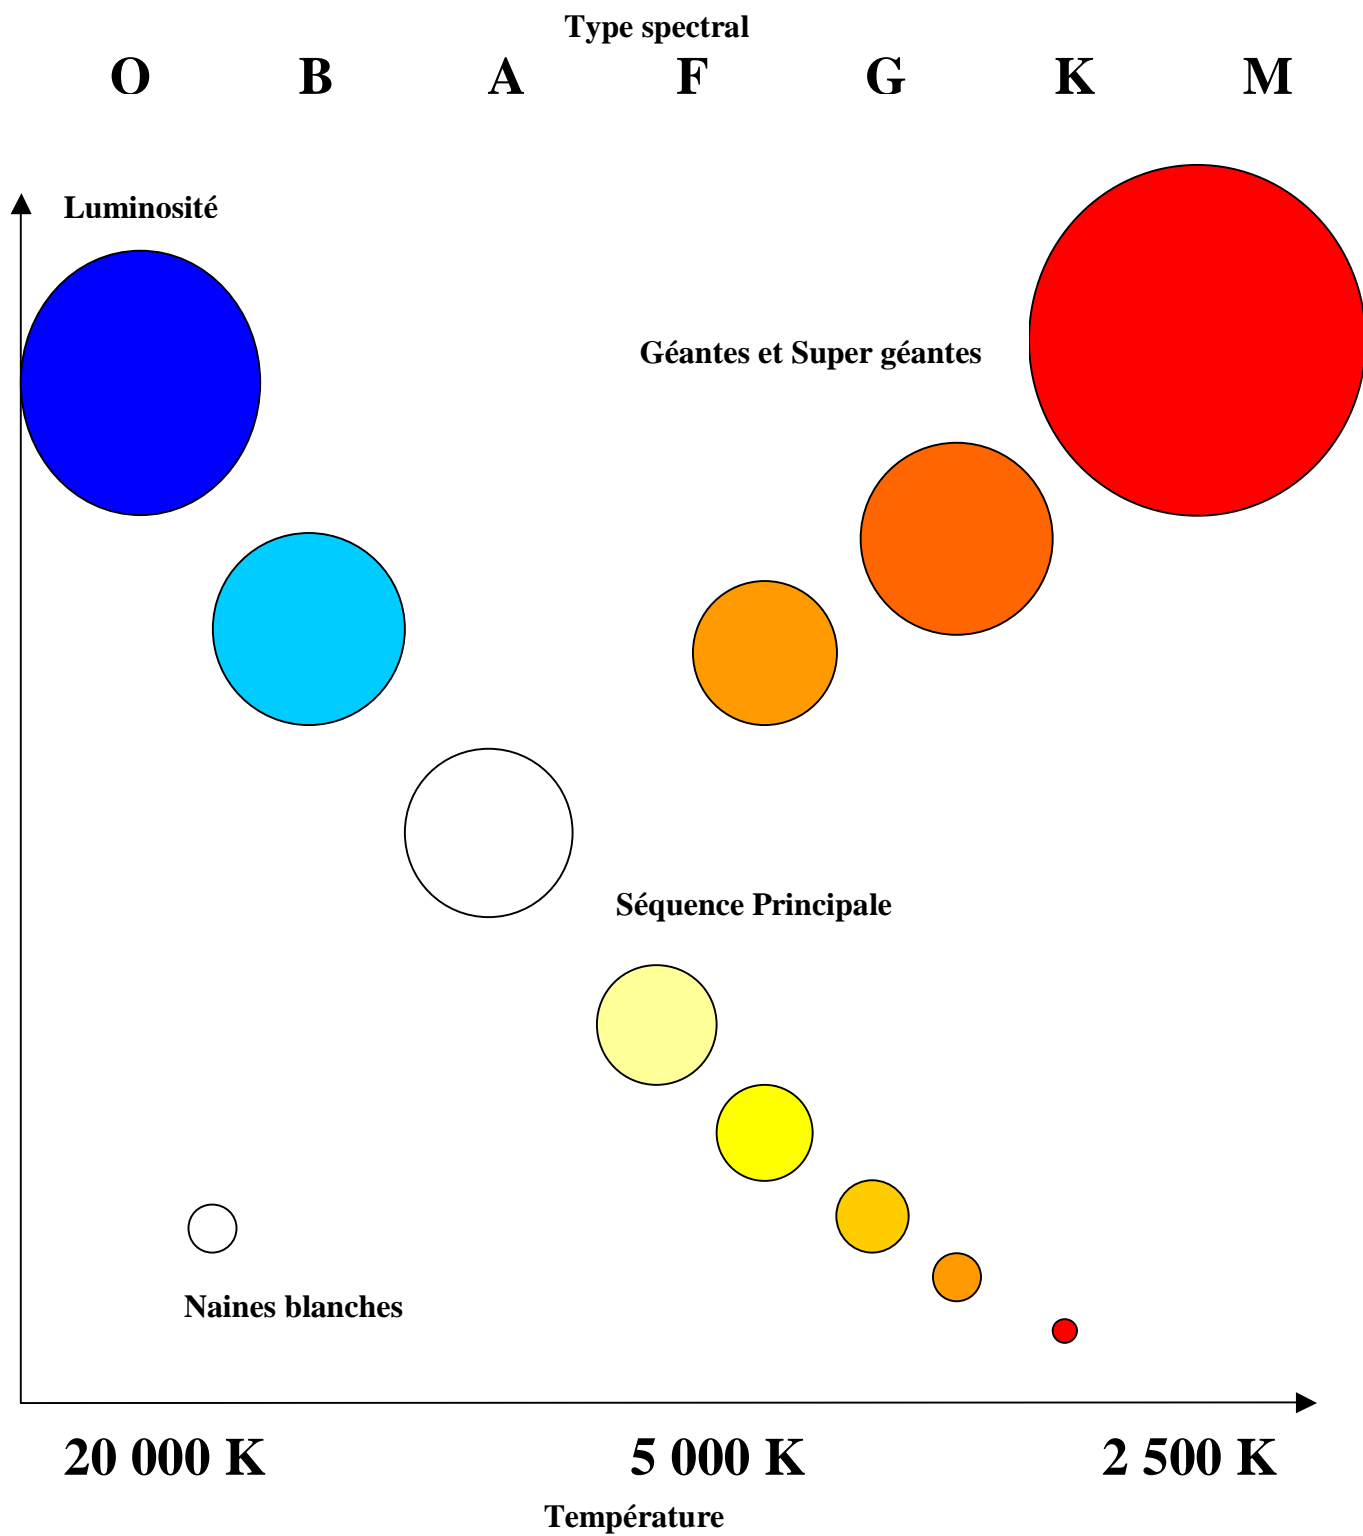 Type spectral
O B A F G K M
Luminosité
Géantes et Super géantes
Séquence Principale
Naines blanches
20 000 K 5 000 K 2 500 K
Température